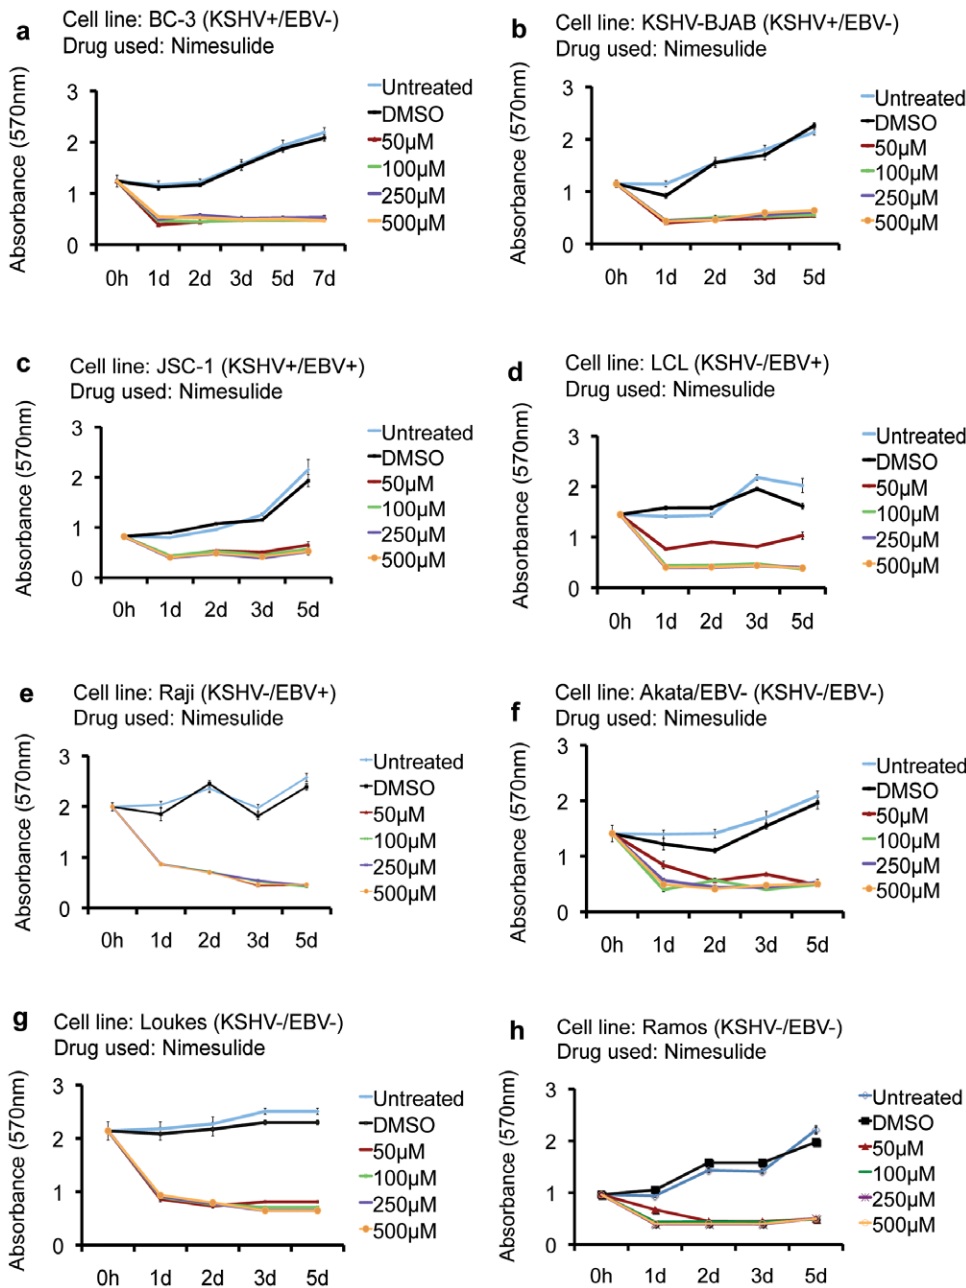 a
Cell line: BC-3 (KSHV+/EBV-)
Drug used: Nimesulide
Absorbance (570nm)
3
2
1
0
0h 1d 2d 3d 5d 7d
Untreated
DMSO
50µM
100µM
250µM
500µM
b
Cell line: KSHV-BJAB (KSHV+/EBV-)
Drug used: Nimesulide
Absorbance (570nm)
3
2
1
0
0h 1d 2d 3d 5d
Untreated
DMSO
50µM
100µM
250µM
500µM
c
Cell line: JSC-1 (KSHV+/EBV+)
Drug used: Nimesulide
Absorbance (570nm)
3
2
1
0
0h 1d 2d 3d 5d
Untreated
DMSO
50µM
100µM
250µM
500µM
d
Cell line: LCL (KSHV-/EBV+)
Drug used: Nimesulide
Absorbance (570nm)
3
2
1
0
0h 1d 2d 3d 5d
Untreated
DMSO
50µM
100µM
250µM
500µM
e
Cell line: Raji (KSHV-/EBV+)
Drug used: Nimesulide
Absorbance (570nm)
3
2
1
0
0h 1d 2d 3d 5d
Untreated
DMSO
50µM
100µM
250µM
500µM
f
Cell line: Akata/EBV- (KSHV-/EBV-)
Drug used: Nimesulide
Absorbance (570nm)
3
2
1
0
0h 1d 2d 3d 5d
Untreated
DMSO
50µM
100µM
250µM
500µM
g
Cell line: Loukes (KSHV-/EBV-)
Drug used: Nimesulide
Absorbance (570nm)
3
2
1
0
0h 1d 2d 3d 5d
Untreated
DMSO
50µM
100µM
250µM
500µM
h
Cell line: Ramos (KSHV-/EBV-)
Drug used: Nimesulide
Absorbance (570nm)
3
2
1
0
0h 1d 2d 3d 5d
Untreated
DMSO
50µM
100µM
250µM
500µM